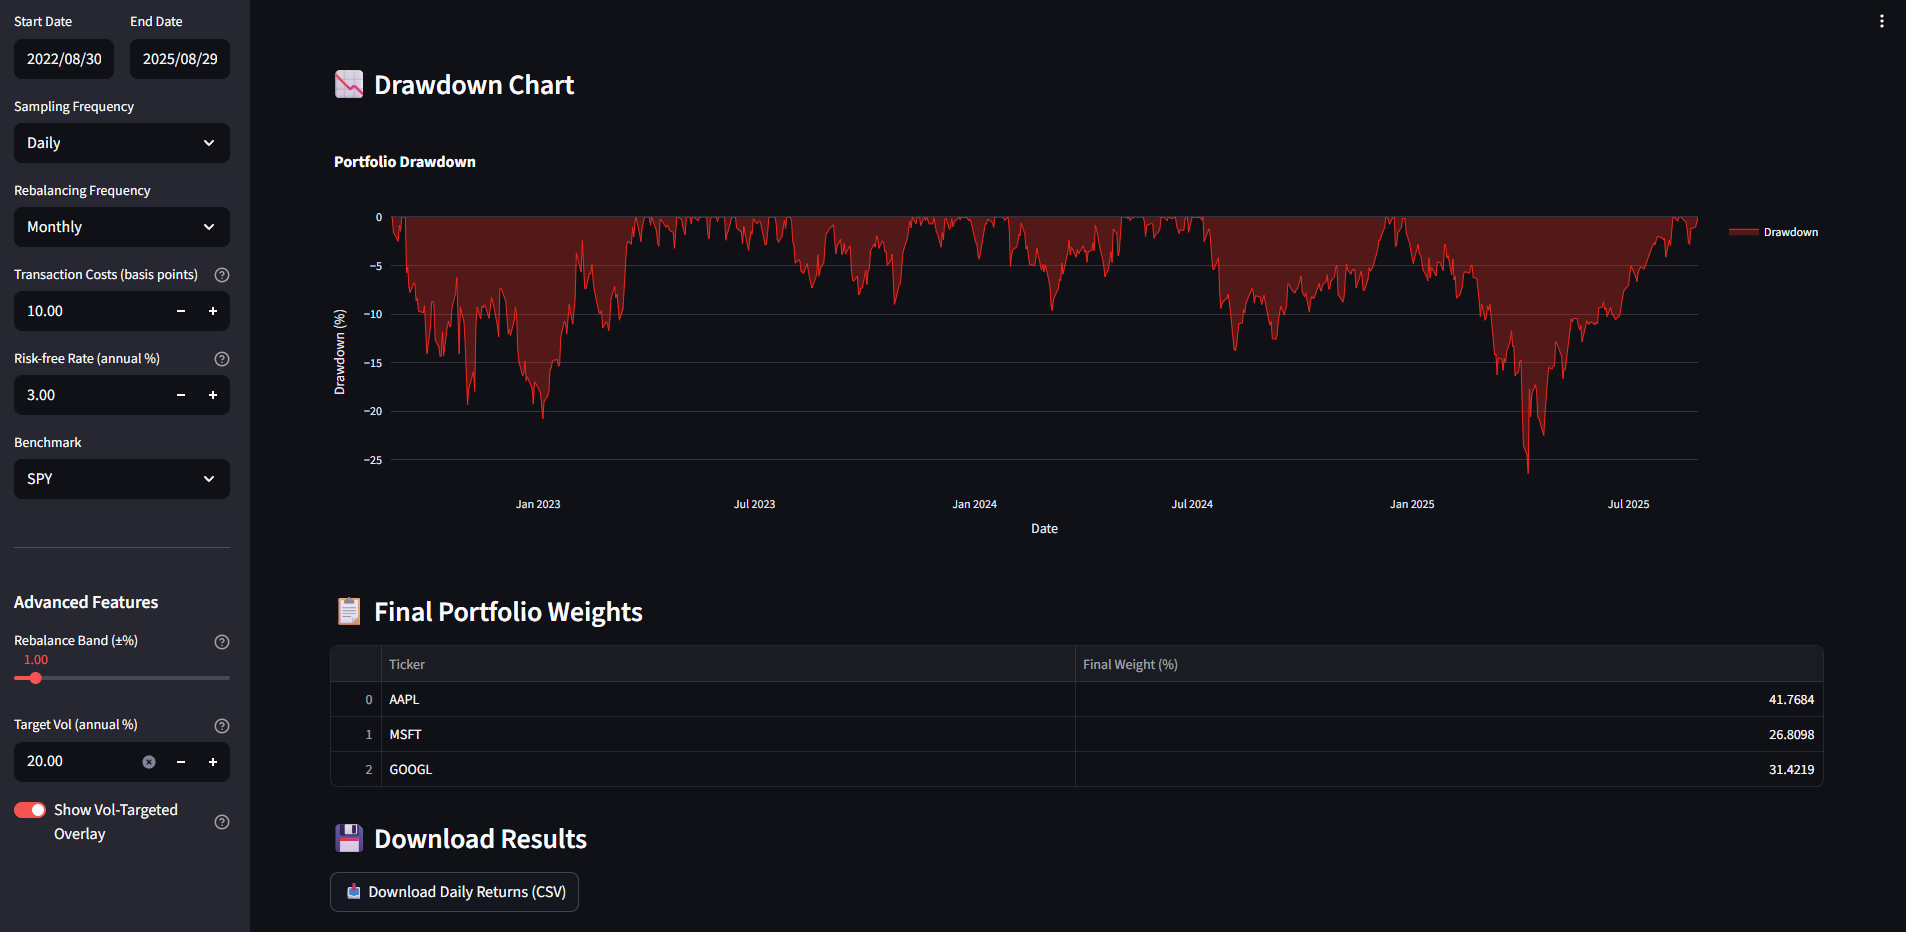 Start Date
End Date
2022/08/30
2025/08/29
Sampling Frequency
Daily
Rebalancing Frequency
Monthly
Transaction Costs (basis points)
10.00
Risk-free Rate (annual %)
3.00
Benchmark
SPY
Advanced Features
Rebalance Band (±%)
1.00
Target Vol (annual %)
20.00
Show Vol-Targeted
Overlay
Drawdown Chart
Portfolio Drawdown
0
−5
−10
−15
−20
−25
Drawdown (%)
Jan 2023
Jul 2023
Jan 2024
Jul 2024
Jan 2025
Jul 2025
Date
Drawdown
Final Portfolio Weights
Ticker Final Weight (%)
0 AAPL 41.7684
1 MSFT 26.8098
2 GOOGL 31.4219
Download Results
Download Daily Returns (CSV)